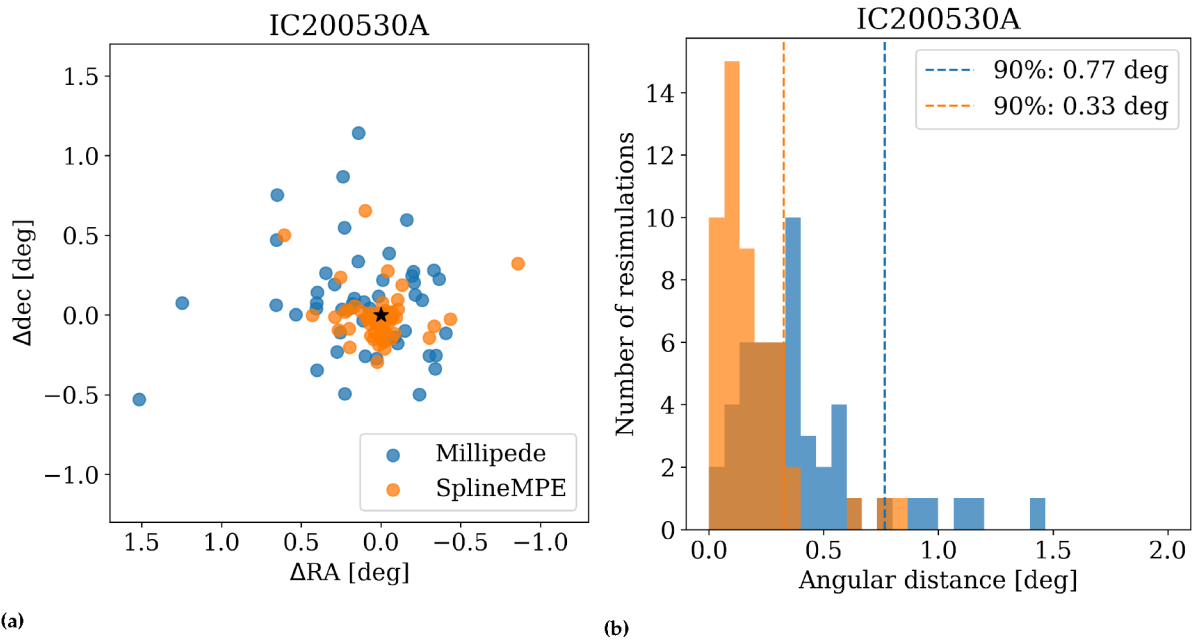 IC200530A
1.5
1.0
0.5
0.0
−0.5
−1.0
Δdec [deg]
Millipede
SplineMPE
1.5 1.0 0.5 0.0 −0.5 −1.0
ΔRA [deg]
(a)
IC200530A
14
12
10
8
6
4
2
0
Number of resimulations
90%: 0.77 deg
90%: 0.33 deg
0.0 0.5 1.0 1.5 2.0
Angular distance [deg]
(b)